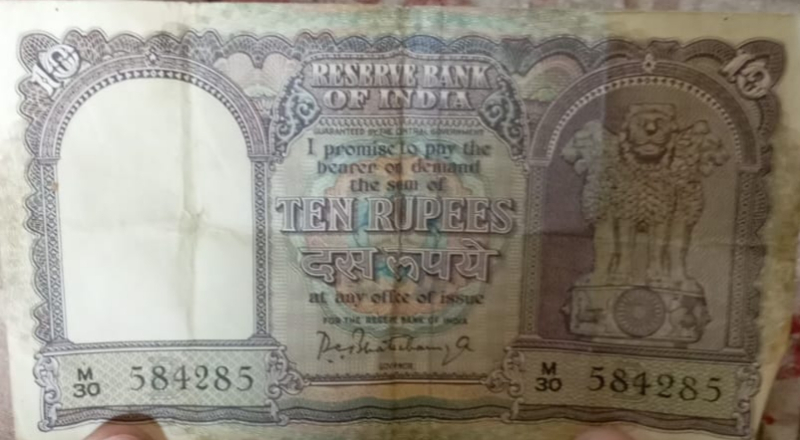 10
10
RESERVE BANK
OF INDIA
GUARANTEED BY THE CENTRAL GOVERNMENT
I promise to pay the
bearer on demand
the sum of
TEN RUPEES
दस रूपये
at any office of issue
FOR THE RESERVE BANK OF INDIA
GOVERNOR
M
30 584285
M
30 584285